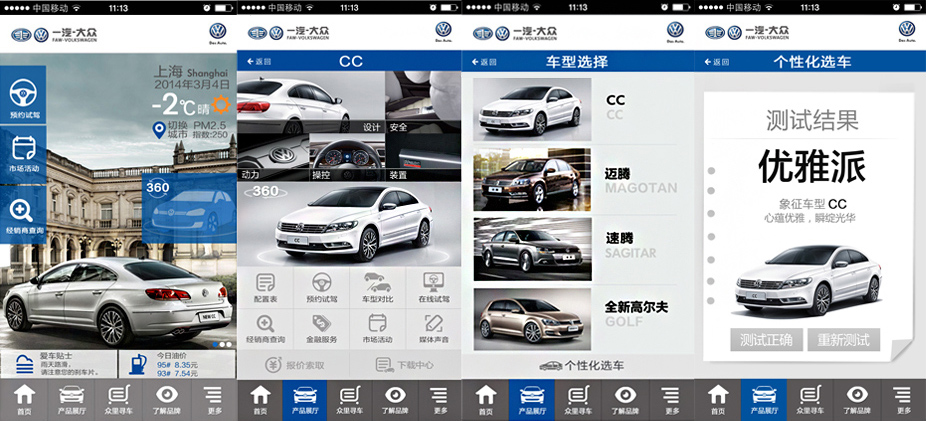 中国移动
11:13
一汽·大众
FAW-VOLKSWAGEN
Das Auto.
预约试驾
市场活动
经销商查询
上海 Shanghai
2014年3月4日
-2℃晴
切换
城市
PM2.5
指数:250
360
NEW CC
爱车贴士
雨天路滑，
请注意您的刹车片。
今日油价
95# 8.35元
93# 7.54元
首页
产品展厅
众里寻车
了解品牌
更多
中国移动
11:13
一汽·大众
FAW-VOLKSWAGEN
Das Auto.
返回
CC
设计
安全
动力
操控
装置
360
CC
配置表
预约试驾
车型对比
在线试驾
经销商查询
金融服务
市场活动
媒体声音
报价索取
下载中心
首页
产品展厅
众里寻车
了解品牌
更多
中国移动
11:13
一汽·大众
FAW-VOLKSWAGEN
Das Auto.
返回
车型选择
CC
CC
迈腾
MAGOTAN
速腾
SAGITAR
全新高尔夫
GOLF
个性化选车
首页
产品展厅
众里寻车
了解品牌
更多
中国移动
11:13
一汽·大众
FAW-VOLKSWAGEN
Das Auto.
返回
个性化选车
测试结果
优雅派
象征车型 CC
心蕴优雅，瞬绽光华
CC
测试正确
重新测试
首页
产品展厅
众里寻车
了解品牌
更多